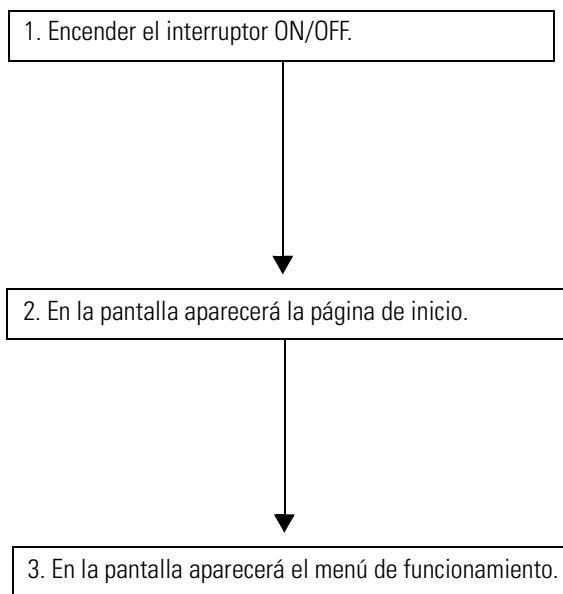 1. Encender el interruptor ON/OFF.
2. En la pantalla aparecerá la página de inicio.
3. En la pantalla aparecerá el menú de funcionamiento.